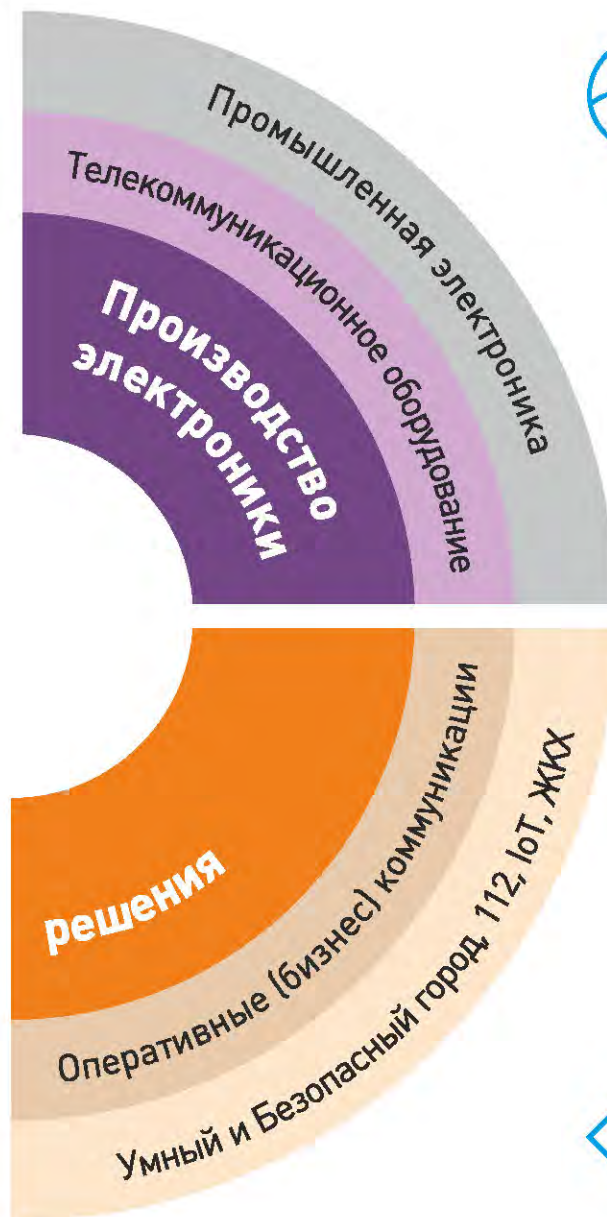 Промышленная электроника
Телекоммуникационное оборудование
Производство
электроники
решения
Оперативные (бизнес) коммуникации
Умный и Безопасный город, 112, IoT, ЖКХ